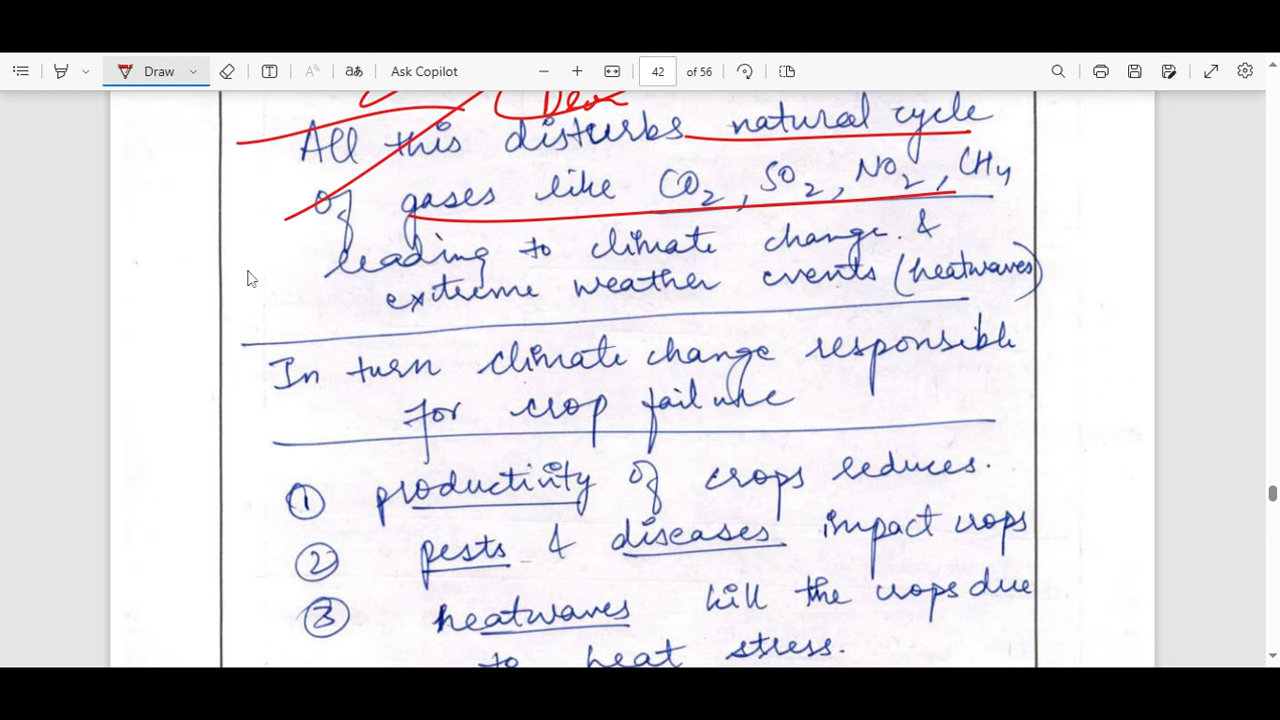 Draw
Ask Copilot
42 of 56
All this disturbs natural cycle
of gases like CO2, SO2, NO2, CH4
leading to climate change &
extreme weather events (heatwaves)
In turn climate change responsible
for crop failure
① productivity of crops reduces.
② pests & diseases impact crops
③ heatwaves kill the crops due
to heat stress.